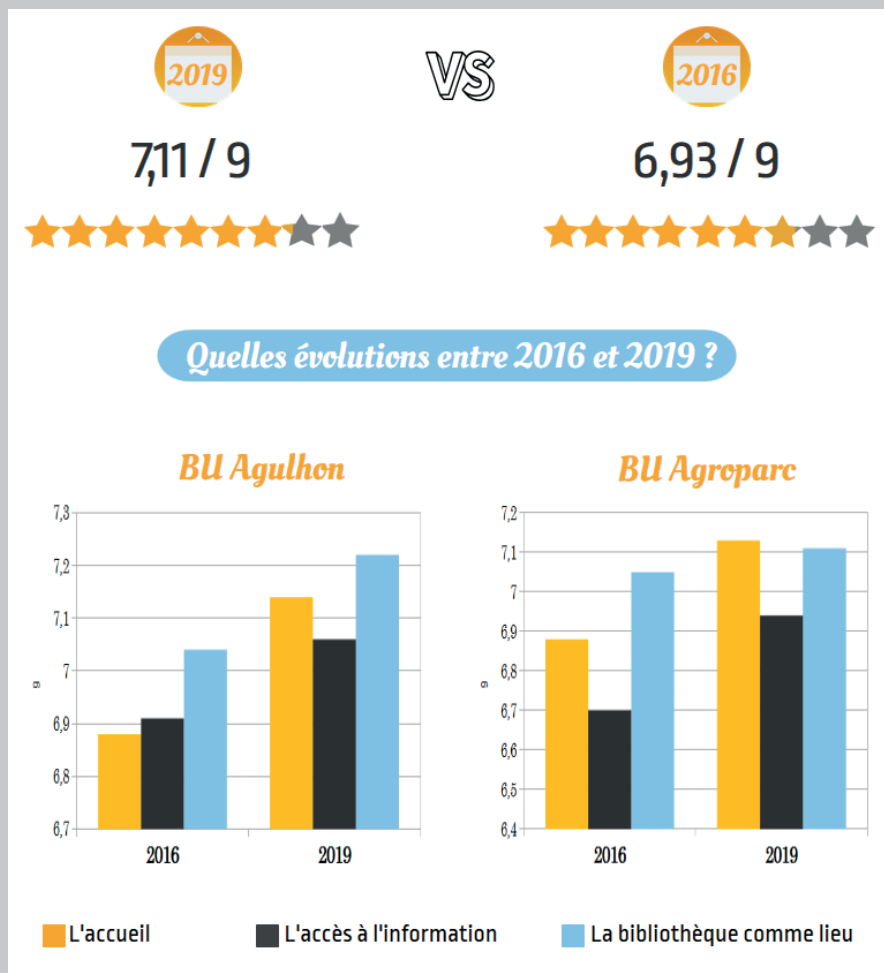 2019
VS
2016
7,11 / 9
6,93 / 9
Quelles évolutions entre 2016 et 2019 ?
BU Agulhon
7,3
7,2
7,1
7
6,9
6,8
6,7
9
2016
2019
BU Agroparc
7,2
7,1
7
6,9
6,8
6,7
6,6
6,5
6,4
9
2016
2019
L'accueil
L'accès à l'information
La bibliothèque comme lieu